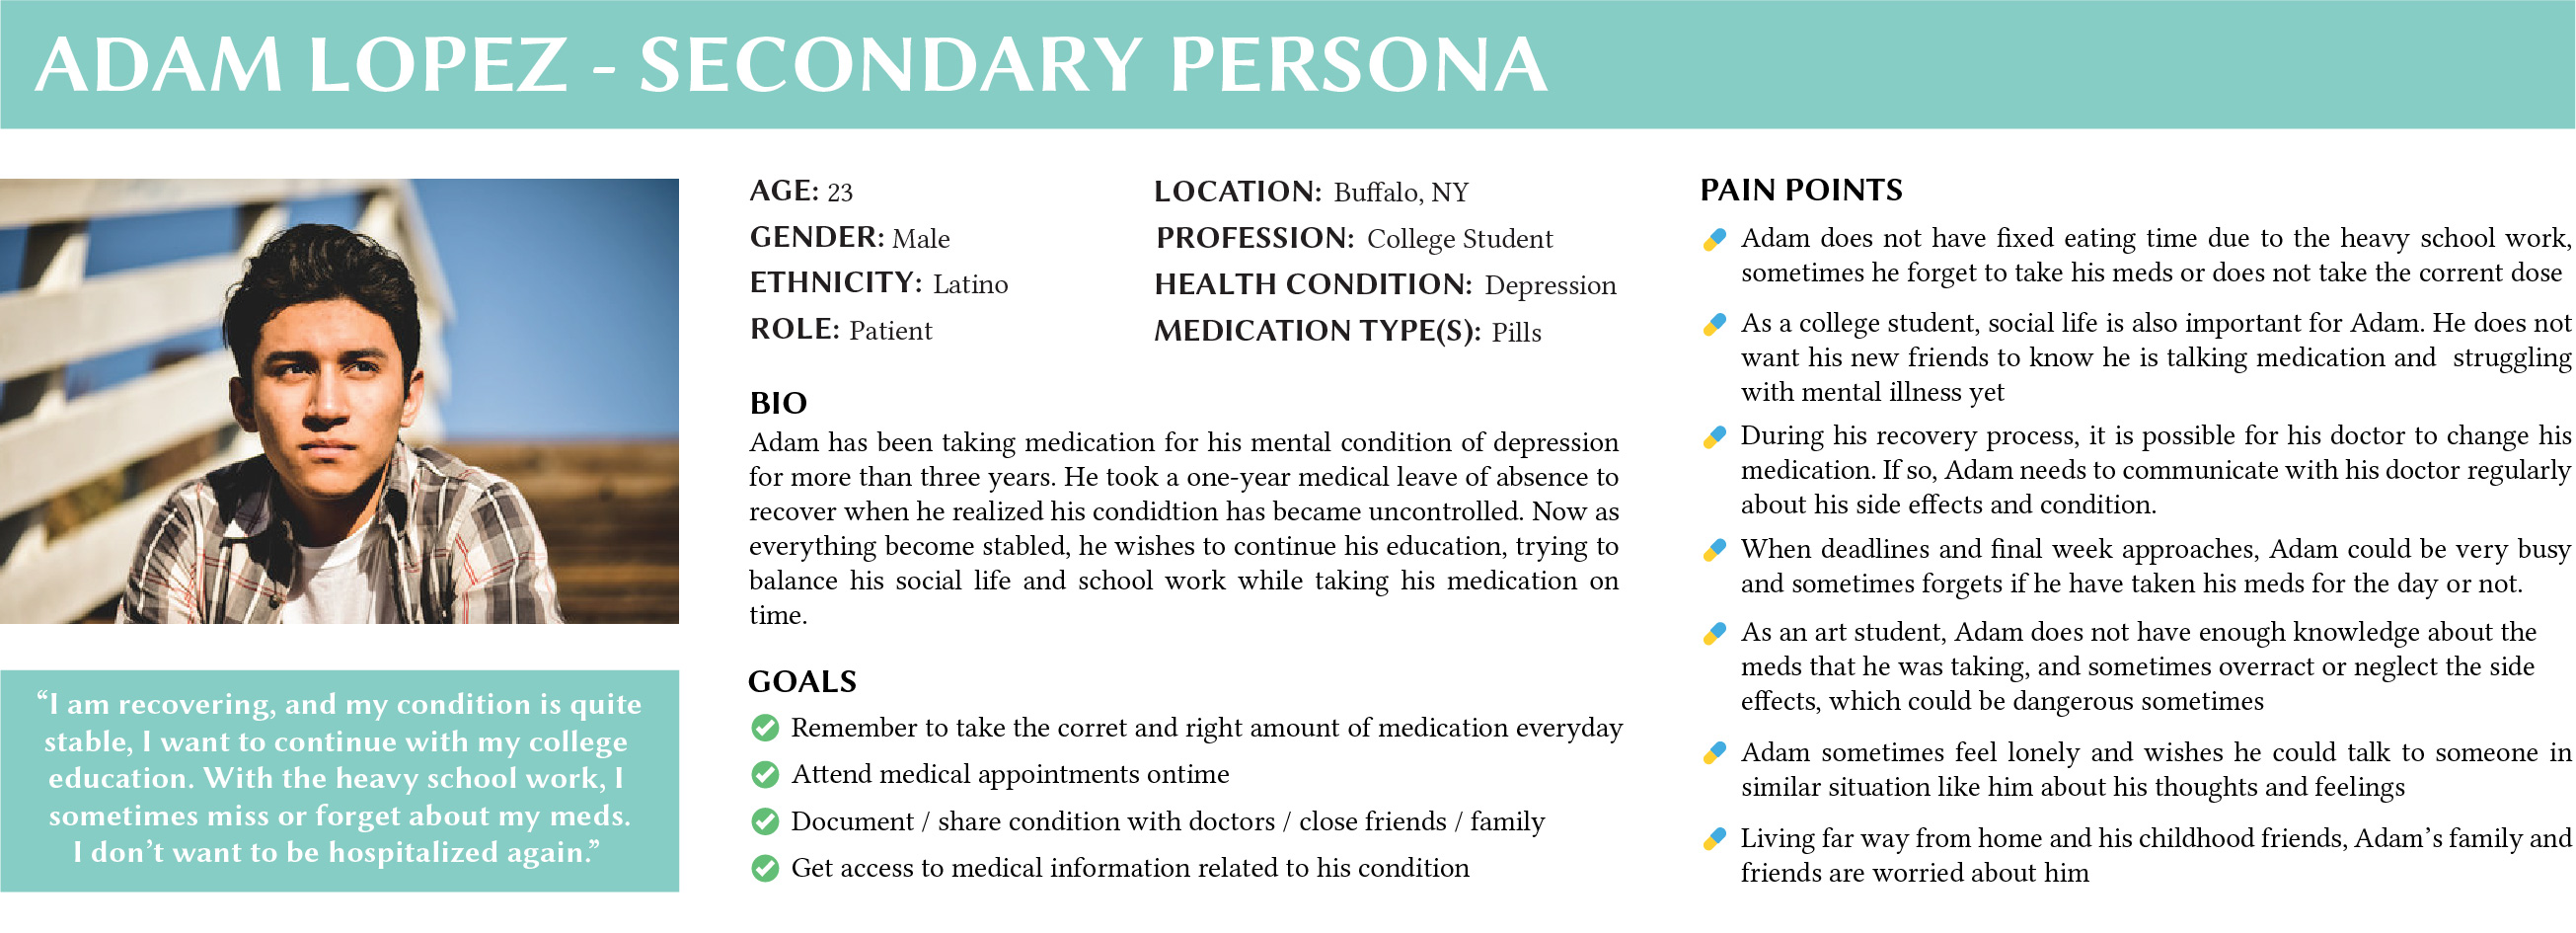 ADAM LOPEZ - SECONDARY PERSONA
AGE: 23
GENDER: Male
ETHNICITY: Latino
ROLE: Patient
LOCATION: Buffalo, NY
PROFESSION: College Student
HEALTH CONDITION: Depression
MEDICATION TYPE(S): Pills
BIO
Adam has been taking medication for his mental condition of depression
for more than three years. He took a one-year medical leave of absence to
recover when he realized his condidtion has became uncontrolled. Now as
everything become stabled, he wishes to continue his education, trying to
balance his social life and school work while taking his medication on
time.
GOALS
Remember to take the corret and right amount of medication everyday
Attend medical appointments ontime
Document / share condition with doctors / close friends / family
Get access to medical information related to his condition
“I am recovering, and my condition is quite
stable, I want to continue with my college
education. With the heavy school work, I
sometimes miss or forget about my meds.
I don’t want to be hospitalized again.”
PAIN POINTS
Adam does not have fixed eating time due to the heavy school work,
sometimes he forget to take his meds or does not take the corrent dose
As a college student, social life is also important for Adam. He does not
want his new friends to know he is talking medication and struggling
with mental illness yet
During his recovery process, it is possible for his doctor to change his
medication. If so, Adam needs to communicate with his doctor regularly
about his side effects and condition.
When deadlines and final week approaches, Adam could be very busy
and sometimes forgets if he have taken his meds for the day or not.
As an art student, Adam does not have enough knowledge about the
meds that he was taking, and sometimes overract or neglect the side
effects, which could be dangerous sometimes
Adam sometimes feel lonely and wishes he could talk to someone in
similar situation like him about his thoughts and feelings
Living far way from home and his childhood friends, Adam’s family and
friends are worried about him